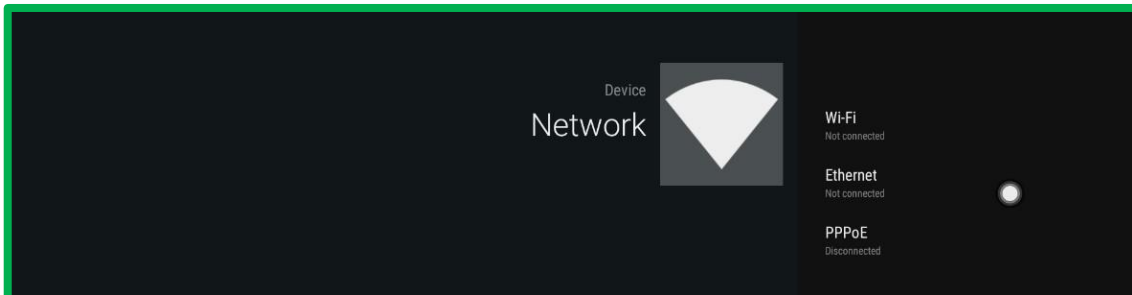 Device
Network
Wi-Fi
Not connected
Ethernet
Not connected
PPPoE
Disconnected